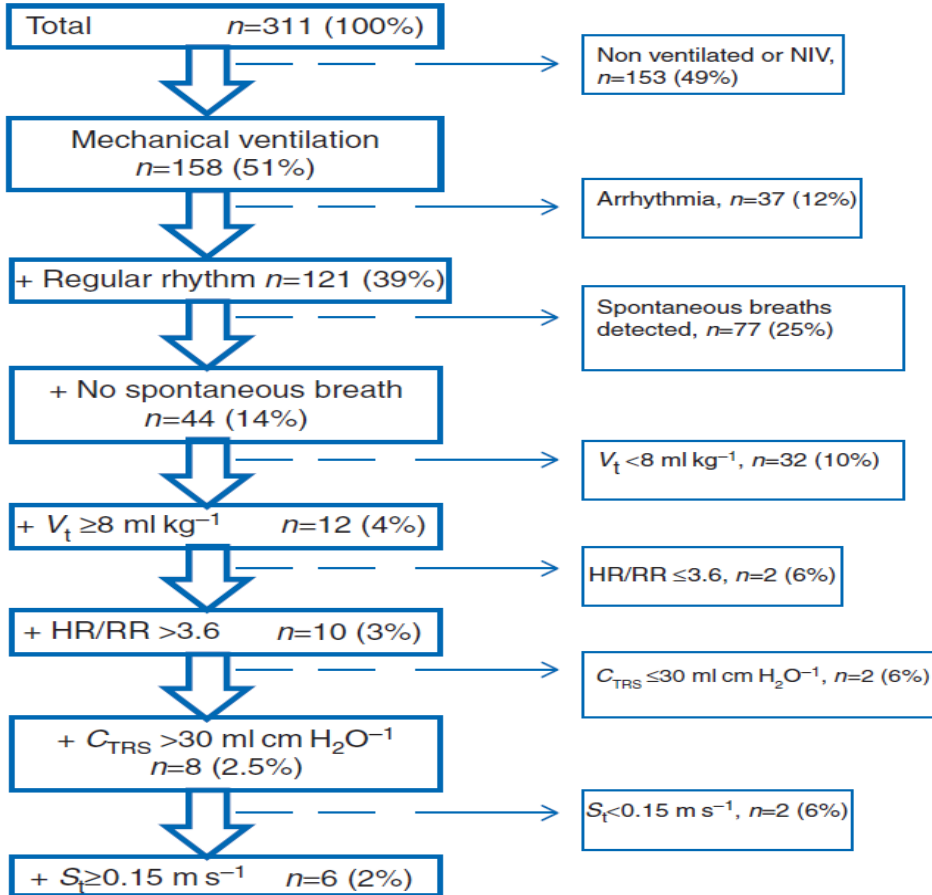 Total n=311 (100%)
Non ventilated or NIV,
n=153 (49%)
Mechanical ventilation
n=158 (51%)
Arrhythmia, n=37 (12%)
+ Regular rhythm n=121 (39%)
Spontaneous breaths
detected, n=77 (25%)
+ No spontaneous breath
n=44 (14%)
Vt <8 ml kg⁻¹, n=32 (10%)
+ Vt ≥8 ml kg⁻¹ n=12 (4%)
HR/RR ≤3.6, n=2 (6%)
+ HR/RR >3.6 n=10 (3%)
CTRS ≤30 ml cm H₂O⁻¹, n=2 (6%)
+ CTRS >30 ml cm H₂O⁻¹
n=8 (2.5%)
St<0.15 m s⁻¹, n=2 (6%)
+ St≥0.15 m s⁻¹ n=6 (2%)